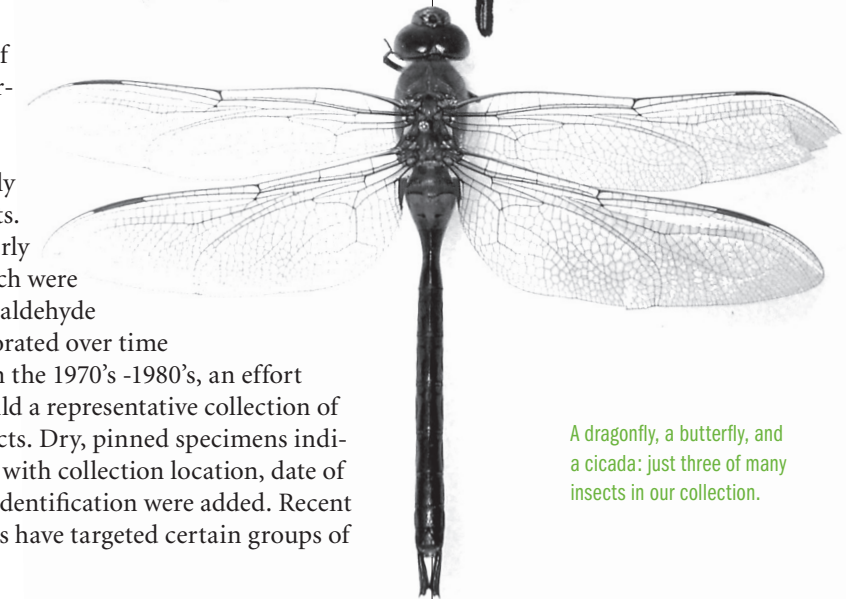 f
r-
ly
ts.
rly
ch were
aldehyde
orated over time
n the 1970's -1980's, an effort
ld a representative collection of
cts. Dry, pinned specimens indi-
with collection location, date of
dentification were added. Recent
s have targeted certain groups of
A dragonfly, a butterfly, and
a cicada: just three of many
insects in our collection.